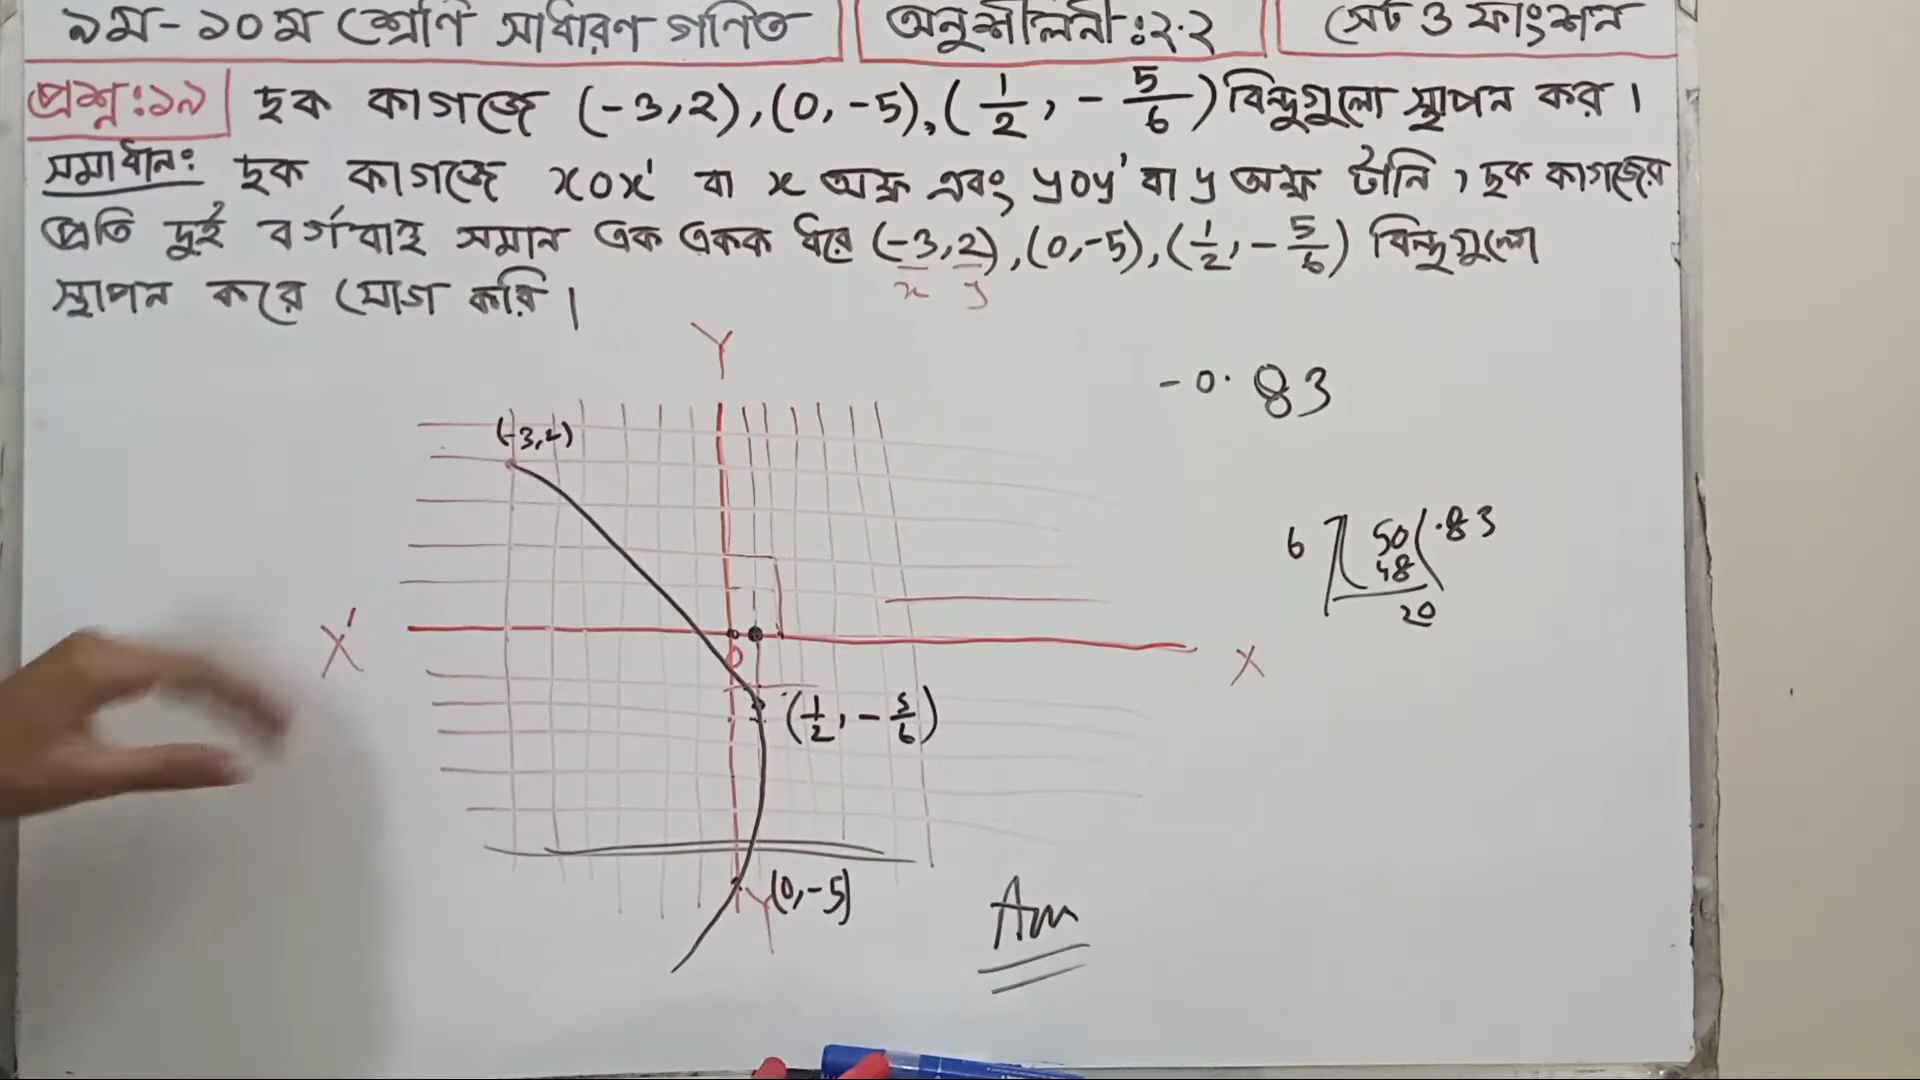 ৯ম-১০ম শ্রেণি সাধারণ গণিত
অনুশীলনী:২.২
সেট ও ফাংশন
প্রশ্ন:১৯ ছক কাগজে (-3,2),(0,-5),(1/2, -5/6) বিন্দুগুলো স্থাপন কর।
সমাধান: ছক কাগজে xox' বা x অক্ষ এবং yoy' বা y অক্ষ টানি, ছক কাগজের
প্রতি দুই বর্গবাহু সমান এক একক ধরে (-3,2),(0,-5),(1/2, -5/6) বিন্দুগুলো
x y
স্থাপন করে যোগ করি।
Y
-0.83
(-3,2)
6 50 .83
48
20
X'
0
X
(1/2, -5/6)
(0,-5)
Y'
Ans